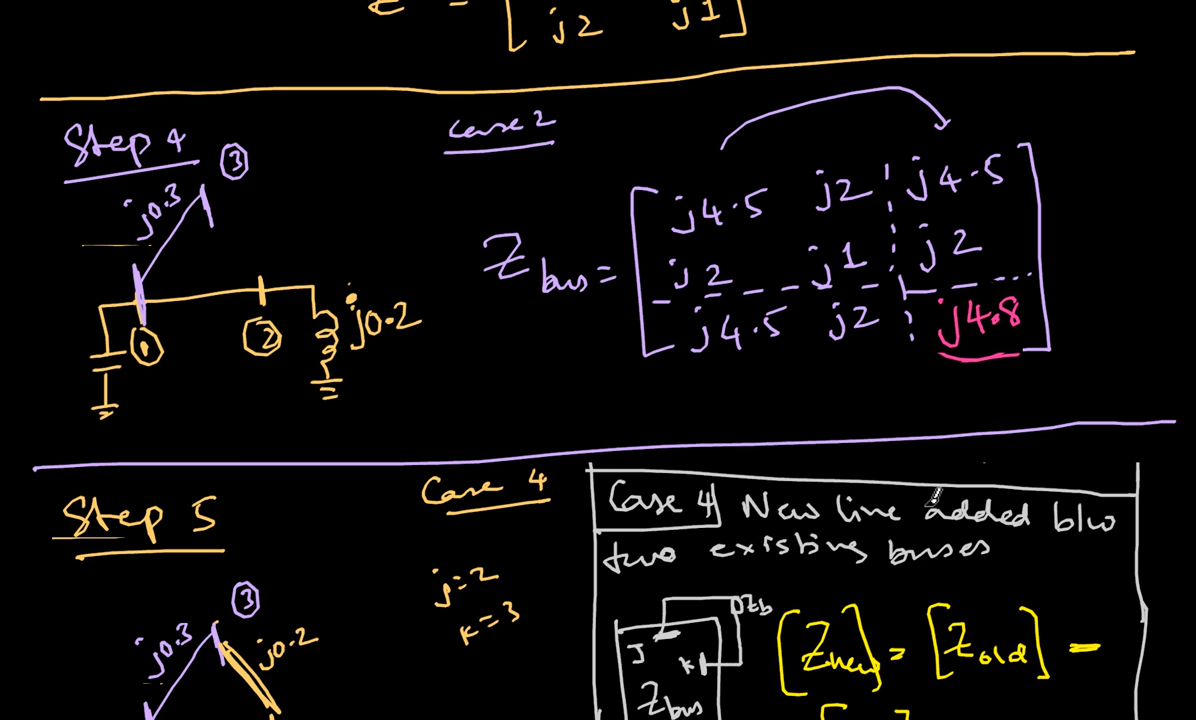 j2 j1
Step 4
Case 2
③
j0.3
① ② j0.2
Zbus =
j4.5 j2 j4.5
j2 j1 j2
j4.5 j2 j4.8
Step 5
Case 4
j=2
k=3
③
j0.3 j0.2
Case 4 New line added b/w
two existing buses
Zb
J
k
Zbus
[Znew] = [Zold] -